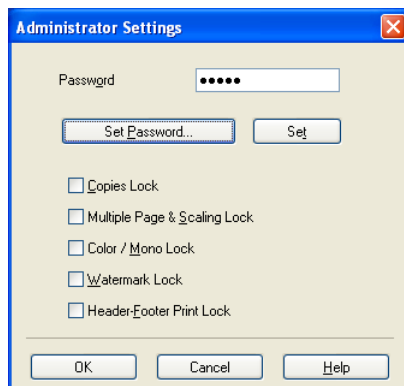 Administrator Settings
Password •••••
Set Password... Set
Copies Lock
Multiple Page & Scaling Lock
Color / Mono Lock
Watermark Lock
Header-Footer Print Lock
OK Cancel Help